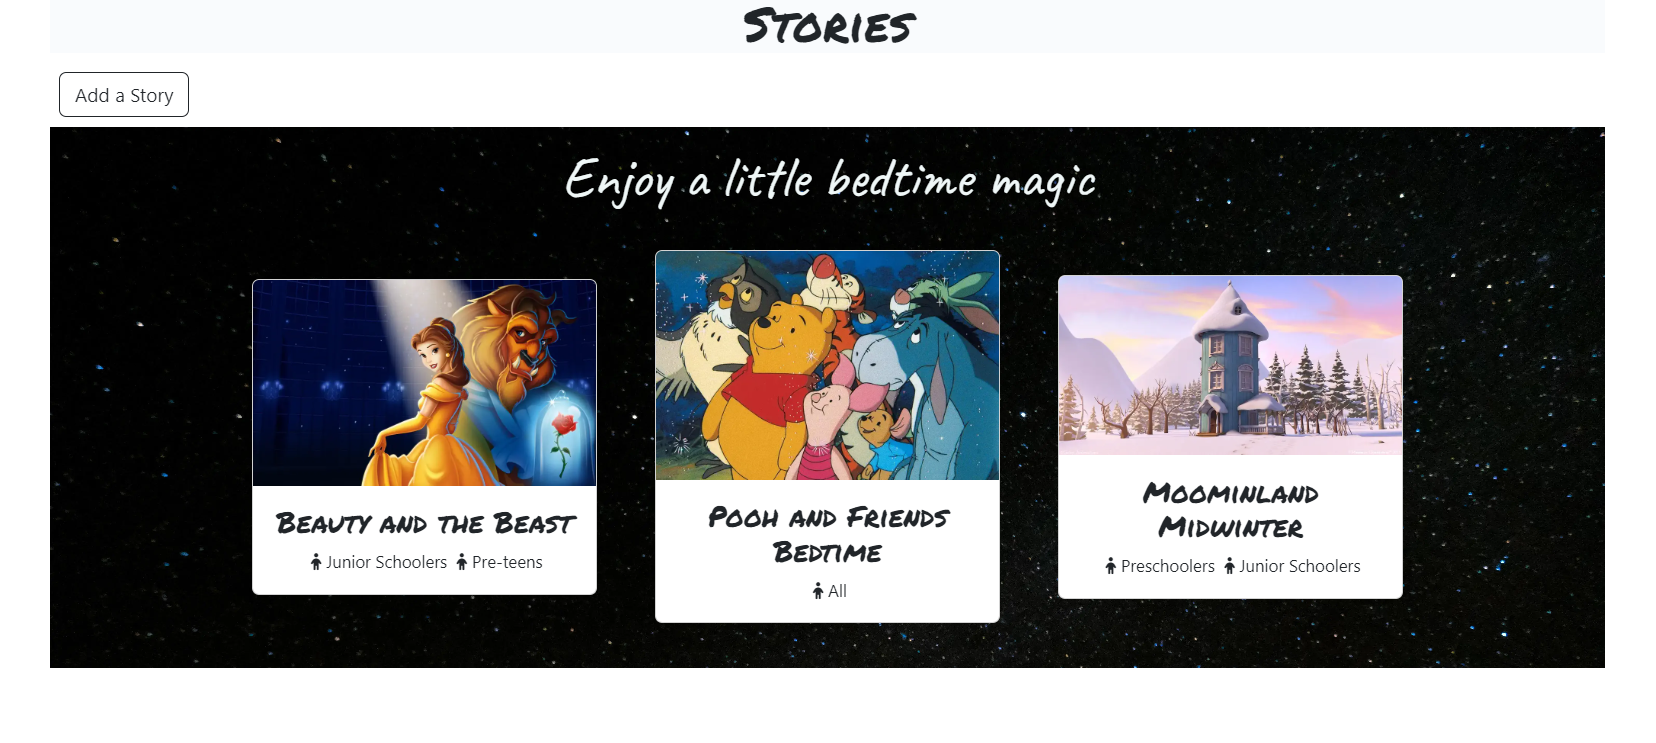 Stories
Add a Story
Enjoy a little bedtime magic
Beauty and the Beast
Junior Schoolers Pre-teens
Pooh and Friends
Bedtime
All
Moominland
Midwinter
Preschoolers Junior Schoolers